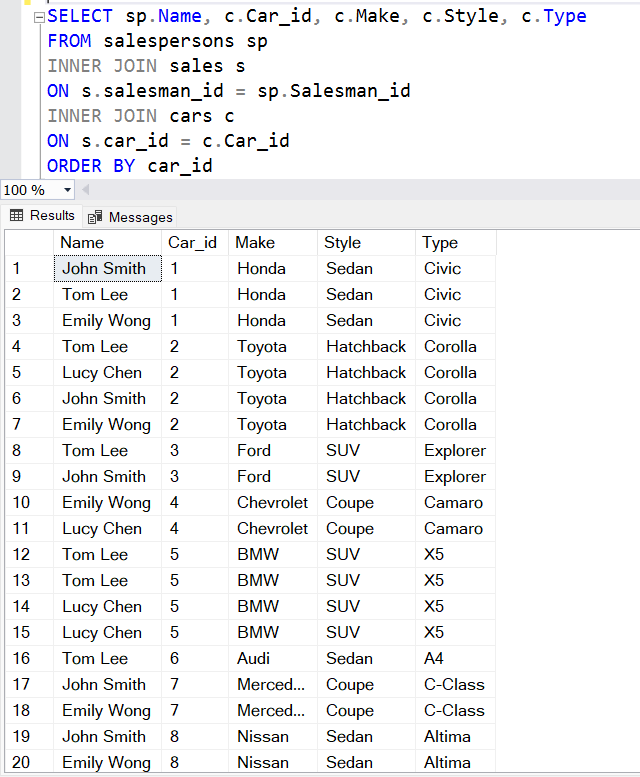 SELECT sp.Name, c.Car_id, c.Make, c.Style, c.Type
FROM salespersons sp
INNER JOIN sales s
ON s.salesman_id = sp.Salesman_id
INNER JOIN cars c
ON s.car_id = c.Car_id
ORDER BY car_id
100 %
Results Messages
Name Car_id Make Style Type
1 John Smith 1 Honda Sedan Civic
2 Tom Lee 1 Honda Sedan Civic
3 Emily Wong 1 Honda Sedan Civic
4 Tom Lee 2 Toyota Hatchback Corolla
5 Lucy Chen 2 Toyota Hatchback Corolla
6 John Smith 2 Toyota Hatchback Corolla
7 Emily Wong 2 Toyota Hatchback Corolla
8 Tom Lee 3 Ford SUV Explorer
9 John Smith 3 Ford SUV Explorer
10 Emily Wong 4 Chevrolet Coupe Camaro
11 Lucy Chen 4 Chevrolet Coupe Camaro
12 Tom Lee 5 BMW SUV X5
13 Tom Lee 5 BMW SUV X5
14 Lucy Chen 5 BMW SUV X5
15 Lucy Chen 5 BMW SUV X5
16 Tom Lee 6 Audi Sedan A4
17 John Smith 7 Merced... Coupe C-Class
18 Emily Wong 7 Merced... Coupe C-Class
19 John Smith 8 Nissan Sedan Altima
20 Emily Wong 8 Nissan Sedan Altima